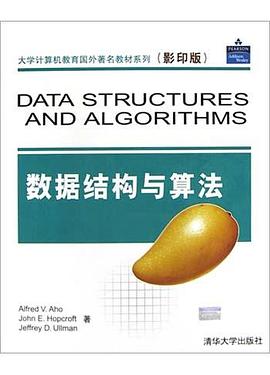 PEARSON
Addison
Wesley
大学计算机教育国外著名教材系列（影印版）
DATA STRUCTURES
AND ALGORITHMS
数据结构与算法
Alfred V. Aho
John E. Hopcroft 著
Jeffrey D. Ullman
清华大学出版社